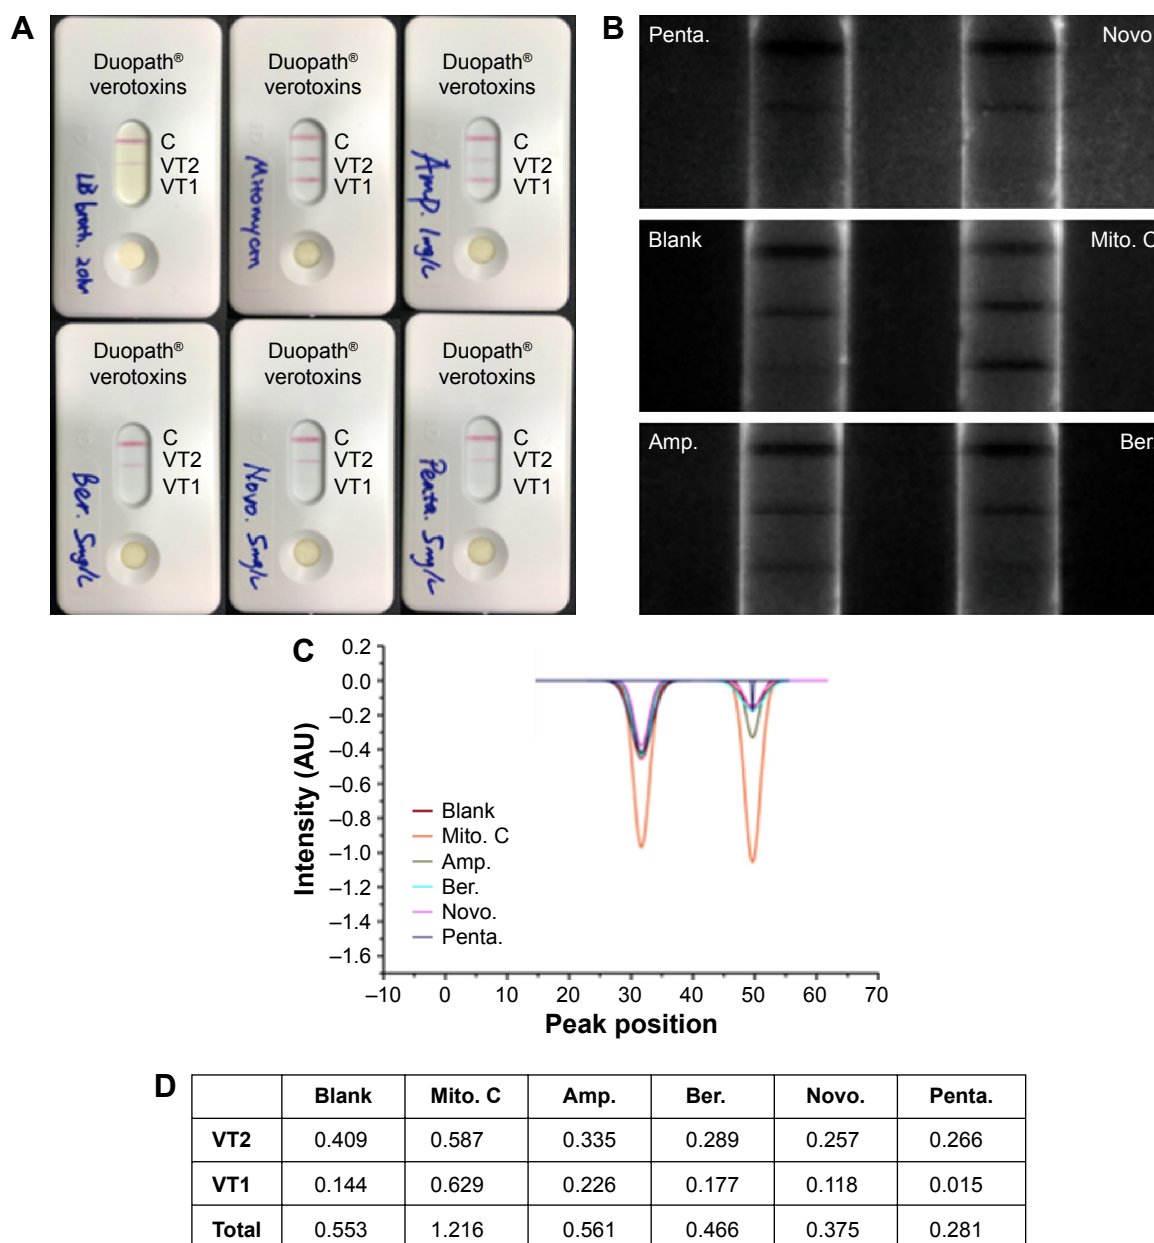 A
Duopath®
verotoxins
C
VT2
VT1
LB broth. 20hr
Duopath®
verotoxins
C
VT2
VT1
Mitomycin
Duopath®
verotoxins
C
VT2
VT1
Amp. 1mg/L
Duopath®
verotoxins
C
VT2
VT1
Ber. 5mg/L
Duopath®
verotoxins
C
VT2
VT1
Novo. 5mg/L
Duopath®
verotoxins
C
VT2
VT1
Penta. 5mg/L
B
Penta. Novo
Blank Mito. C
Amp. Ber
C
Intensity (AU)
0.2
0.0
–0.2
–0.4
–0.6
–0.8
–1.0
–1.2
–1.4
–1.6
Blank
Mito. C
Amp.
Ber.
Novo.
Penta.
–10 0 10 20 30 40 50 60 70
Peak position
D
Blank Mito. C Amp. Ber. Novo. Penta.
VT2 0.409 0.587 0.335 0.289 0.257 0.266
VT1 0.144 0.629 0.226 0.177 0.118 0.015
Total 0.553 1.216 0.561 0.466 0.375 0.281